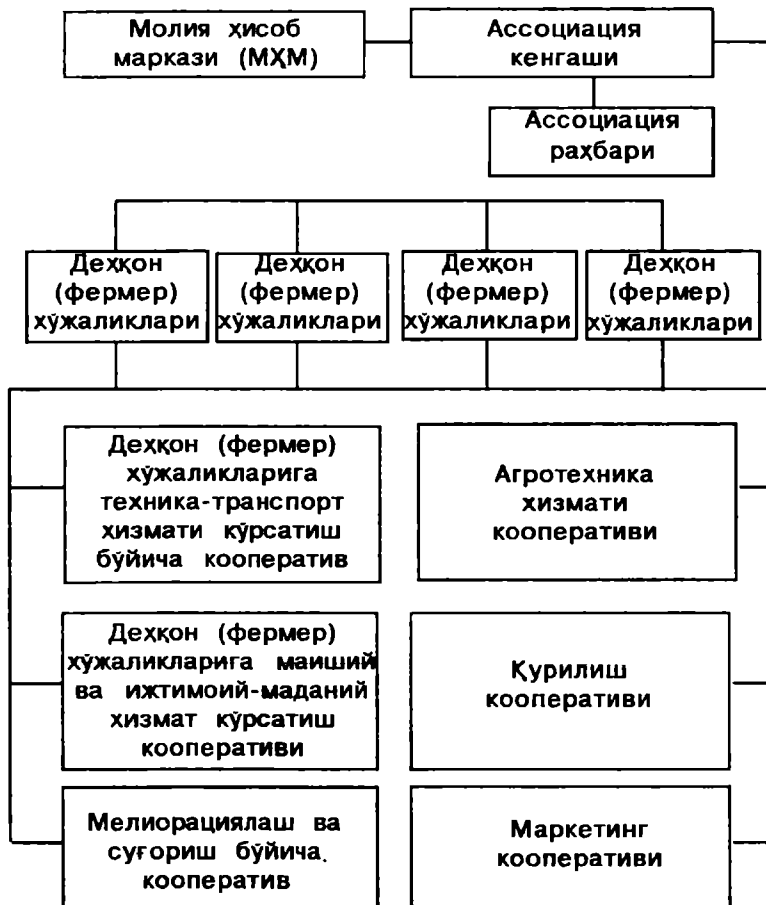 Молия ҳисоб
маркази (МҲМ)
Ассоциация
кенгаши
Ассоциация
раҳбари
Деҳқон
(фермер)
хўжаликлари
Деҳқон
(фермер)
хўжаликлари
Деҳқон
(фермер)
хўжаликлари
Деҳқон
(фермер)
хўжаликлари
Деҳқон (фермер)
хўжаликларига
техника-транспорт
хизмати кўрсатиш
бўйича кооператив
Агротехника
хизмати
кооперативи
Деҳқон (фермер)
хўжаликларига маиший
ва ижтимоий-маданий
хизмат кўрсатиш
кооперативи
Қурилиш
кооперативи
Мелиорациялаш ва
суғориш бўйича.
кооператив
Маркетинг
кооперативи